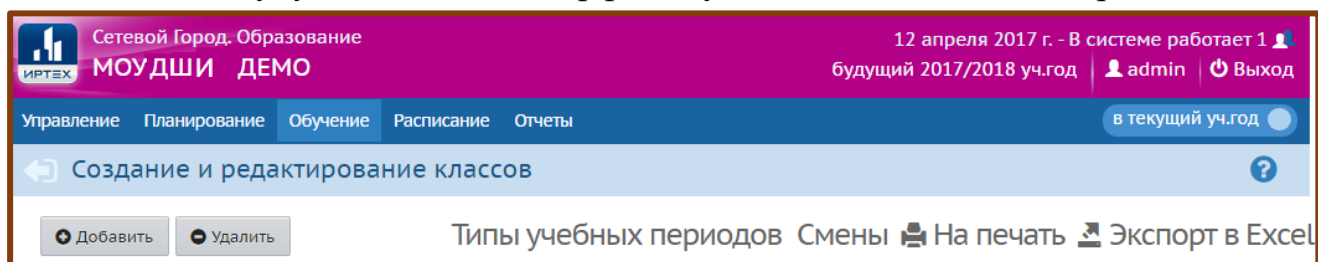 Сетевой Город. Образование
12 апреля 2017 г. - В системе работает 1
ИРТЕХ
МОУДШИ ДЕМО
будущий 2017/2018 уч.год
admin
Выход
Управление Планирование Обучение Расписание Отчеты
в текущий уч.год
Создание и редактирование классов
?
Добавить
Удалить
Типы учебных периодов Смены На печать Экспорт в Excel